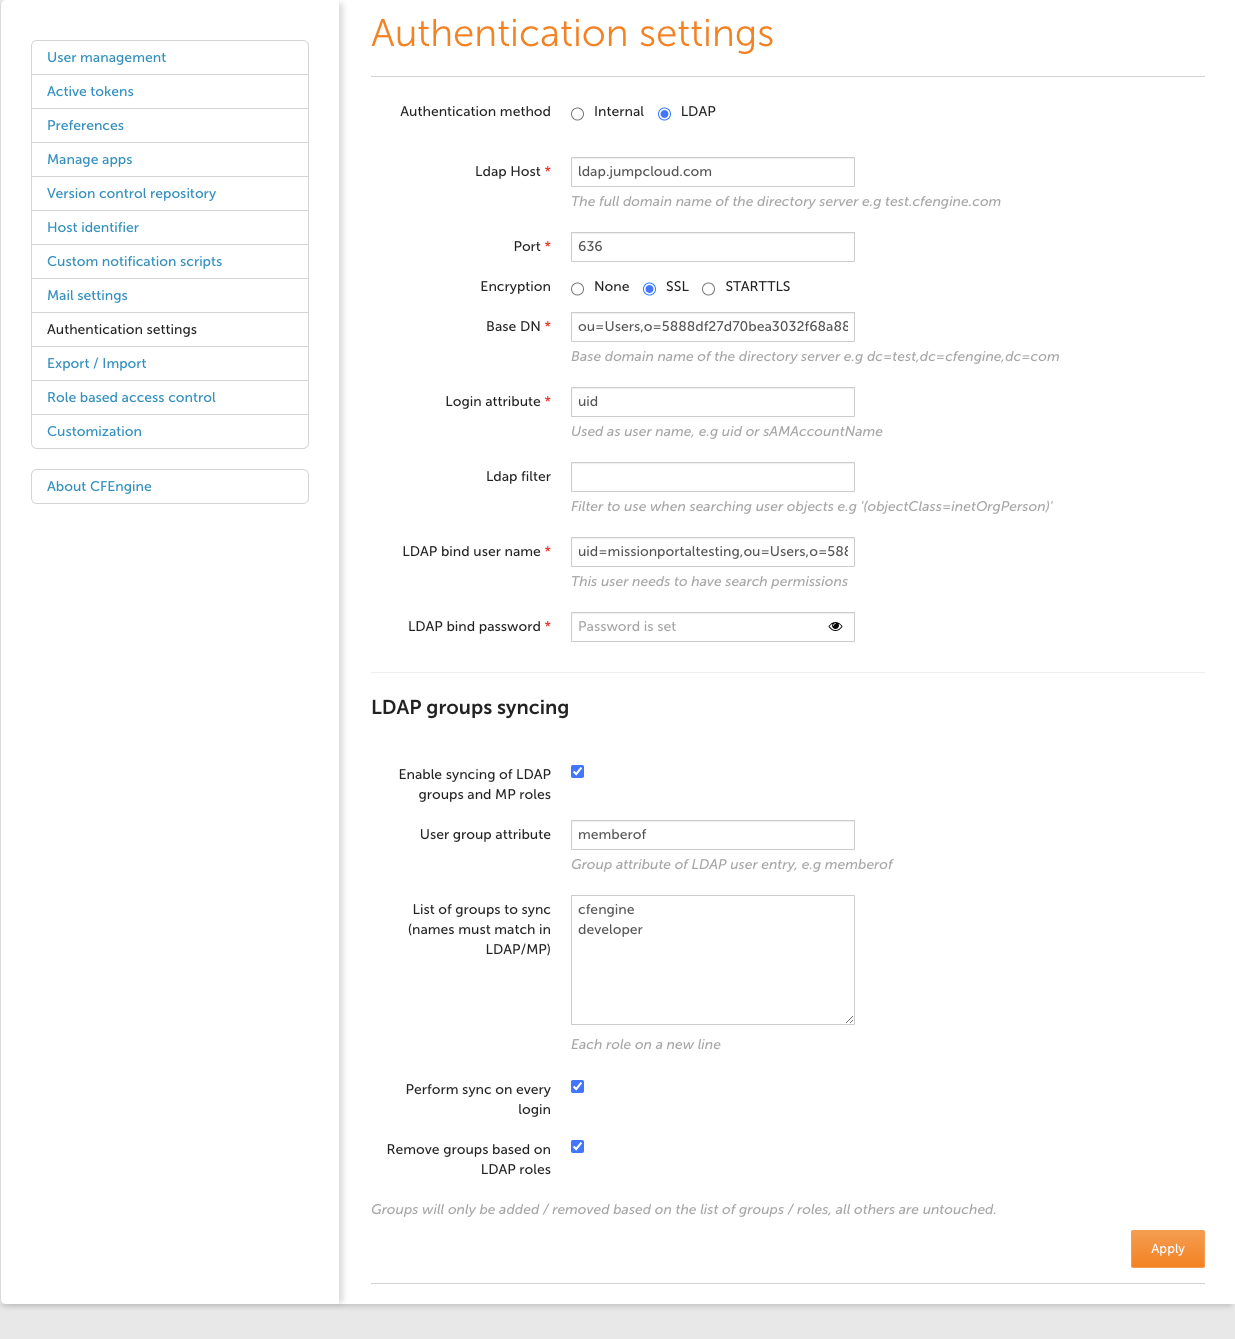 User management
Active tokens
Preferences
Manage apps
Version control repository
Host identifier
Custom notification scripts
Mail settings
Authentication settings
Export / Import
Role based access control
Customization
About CFEngine
Authentication settings
Authentication method Internal LDAP
Ldap Host * ldap.jumpcloud.com
The full domain name of the directory server e.g test.cfengine.com
Port * 636
Encryption None SSL STARTTLS
Base DN * ou=Users,o=5888df27d70bea3032f68a88
Base domain name of the directory server e.g dc=test,dc=cfengine,dc=com
Login attribute * uid
Used as user name, e.g uid or sAMAccountName
Ldap filter
Filter to use when searching user objects e.g '(objectClass=inetOrgPerson)'
LDAP bind user name * uid=missionportaltesting,ou=Users,o=588
This user needs to have search permissions
LDAP bind password * Password is set
LDAP groups syncing
Enable syncing of LDAP
groups and MP roles
User group attribute memberof
Group attribute of LDAP user entry, e.g memberof
List of groups to sync
(names must match in
LDAP/MP)
cfengine
developer
Each role on a new line
Perform sync on every
login
Remove groups based on
LDAP roles
Groups will only be added / removed based on the list of groups / roles, all others are untouched.
Apply